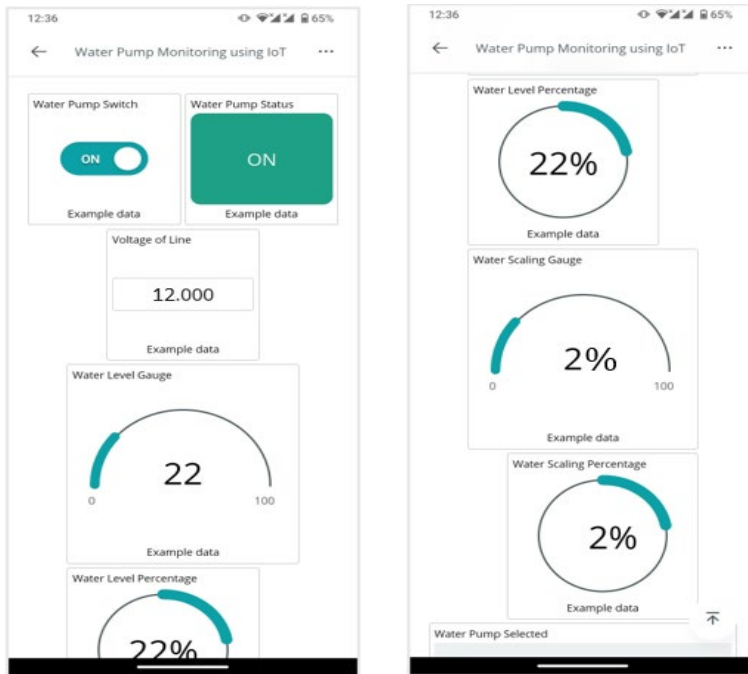 12:36
65%
Water Pump Monitoring using IoT
Water Pump Switch
Water Pump Status
ON
ON
Example data
Example data
Voltage of Line
12.000
Example data
Water Level Gauge
22
0
100
Example data
Water Level Percentage
22%
12:36
65%
Water Pump Monitoring using IoT
Water Level Percentage
22%
Example data
Water Scaling Gauge
2%
0
100
Example data
Water Scaling Percentage
2%
Example data
Water Pump Selected